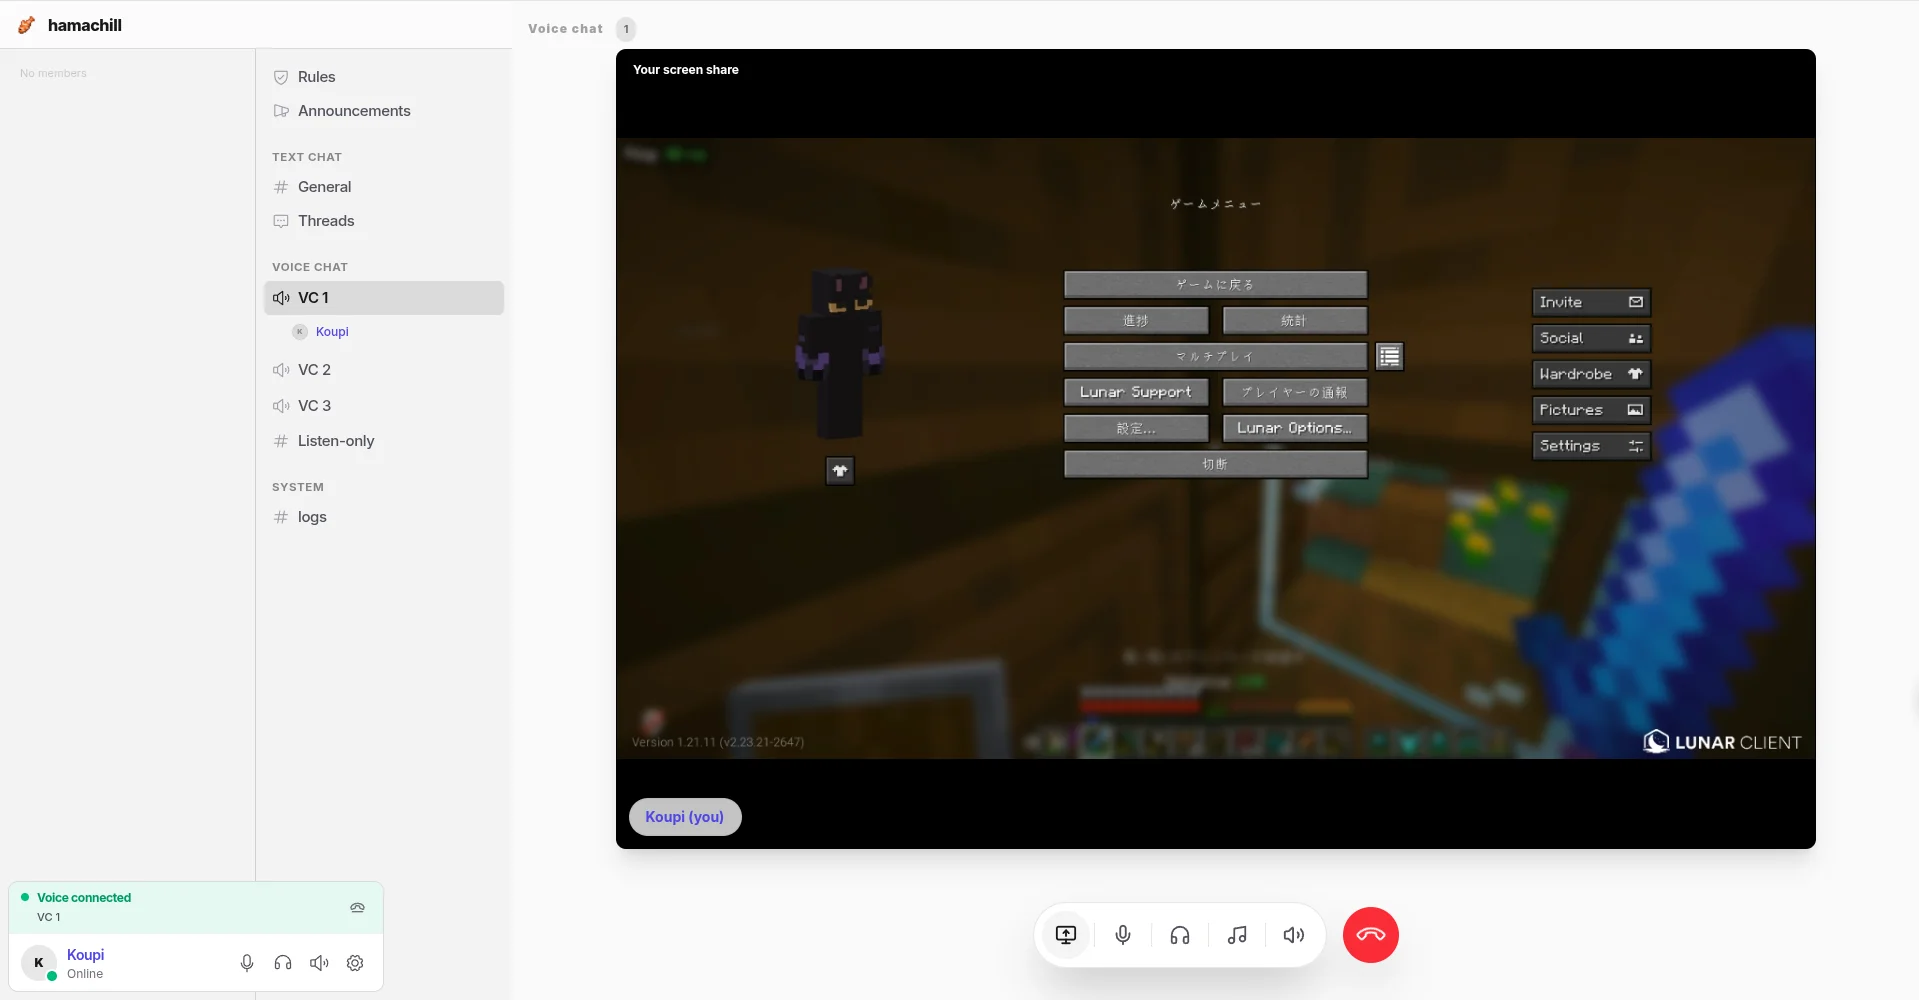 hamachill
No members
Rules
Announcements
TEXT CHAT
General
Threads
VOICE CHAT
VC 1
K
Koupi
VC 2
VC 3
Listen-only
SYSTEM
logs
Voice connected
VC 1
K
Koupi
Online
Voice chat 1
Your screen share
ゲームメニュー
ゲームに戻る
進捗 統計
マルチプレイ
Lunar Support プレイヤーの通報
設定... Lunar Options...
切断
Invite
Social
Wardrobe
Pictures
Settings
Version 1.21.11 (v2.23.21-2647)
LUNAR CLIENT
Koupi (you)